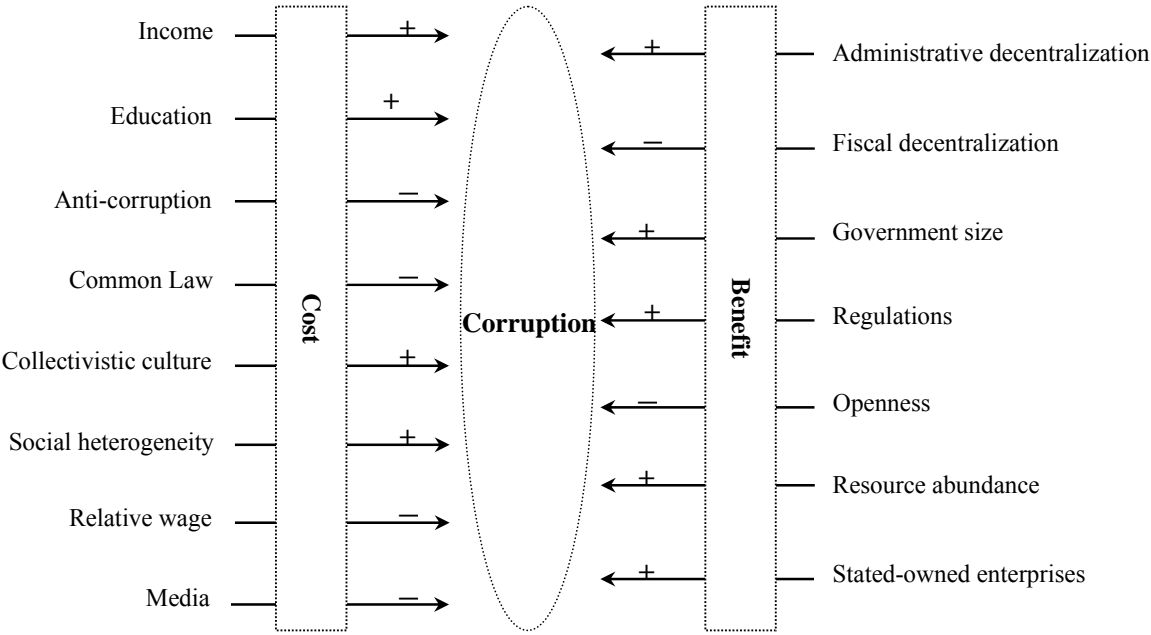 Income
+
Education
+
Anti-corruption
–
Common Law
–
Collectivistic culture
+
Social heterogeneity
+
Relative wage
–
Media
–
Cost
Corruption
Benefit
+
Administrative decentralization
–
Fiscal decentralization
+
Government size
+
Regulations
–
Openness
+
Resource abundance
+
Stated-owned enterprises